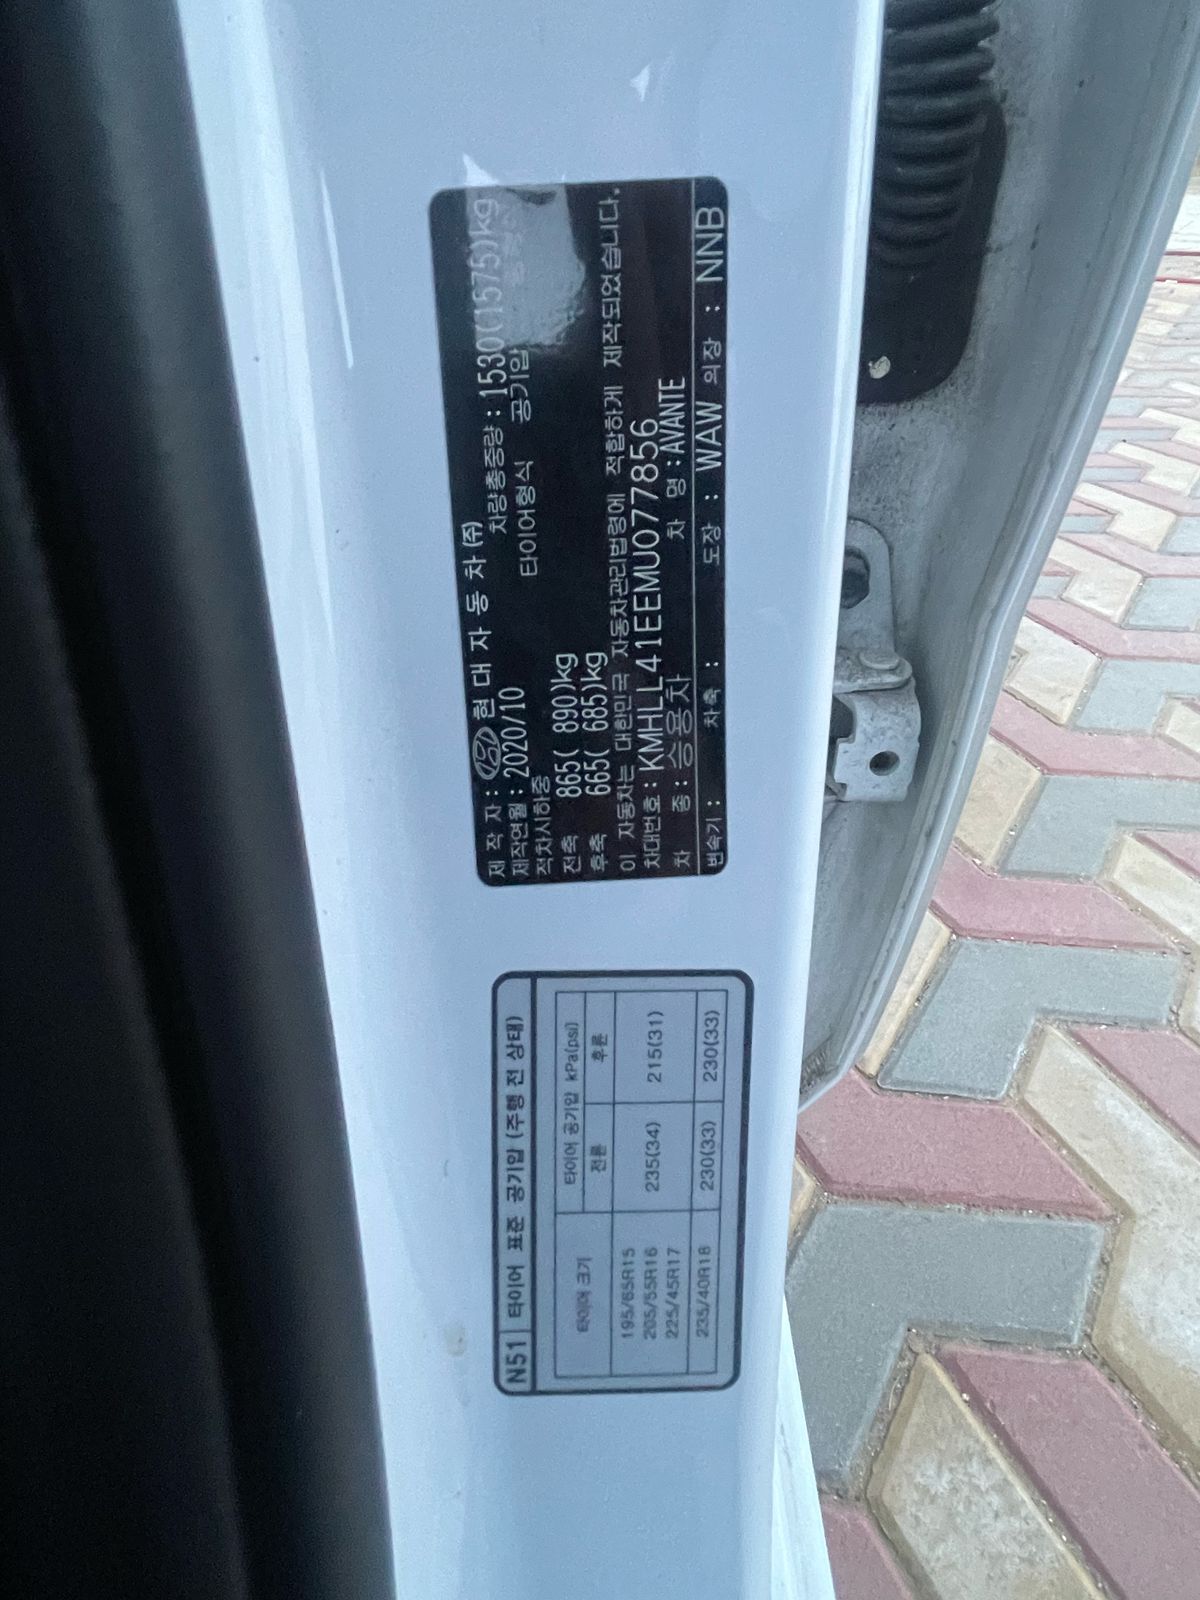 제 작 자 : 현 대 자 동 차 (주)
제작연월 : 2020/10 차량총중량 : 1530(1575)kg
적차시하중 타이어형식 공기압
전축 865( 890)kg
후축 665( 685)kg
이 자동차는 대한민국 자동차관리법령에 적합하게 제작되었습니다.
차대번호 : KMHLL41EEMU077856
차 종 : 승용차 차 명 : AVANTE
변속기 : 차축 : 도장 : WAW 외장 : NNB
N51 타이어 표준 공기압 (주행 전 상태)
타이어 크기 타이어 공기압 kPa(psi)
전륜 후륜
195/65R15
205/55R16 235(34) 215(31)
225/45R17
235/40R18 230(33) 230(33)